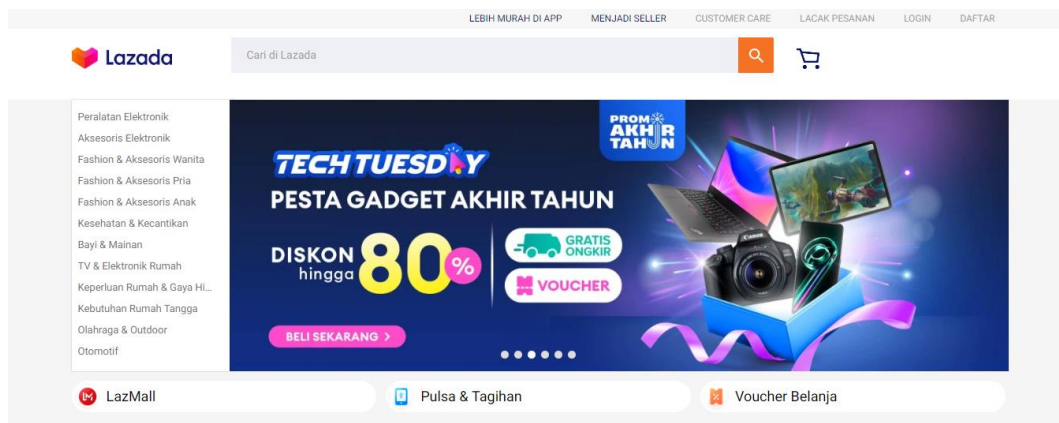 LEBIH MURAH DI APP MENJADI SELLER CUSTOMER CARE LACAK PESANAN LOGIN DAFTAR
Lazada
Cari di Lazada
Peralatan Elektronik
Aksesoris Elektronik
Fashion & Aksesoris Wanita
Fashion & Aksesoris Pria
Fashion & Aksesoris Anak
Kesehatan & Kecantikan
Bayi & Mainan
TV & Elektronik Rumah
Keperluan Rumah & Gaya Hi...
Kebutuhan Rumah Tangga
Olahraga & Outdoor
Otomotif
PROMO
AKHIR
TAHUN
TECH TUESDAY
PESTA GADGET AKHIR TAHUN
DISKON
hingga
80%
GRATIS
ONGKIR
VOUCHER
BELI SEKARANG >
Canon
LM LazMall
Pulsa & Tagihan
Voucher Belanja